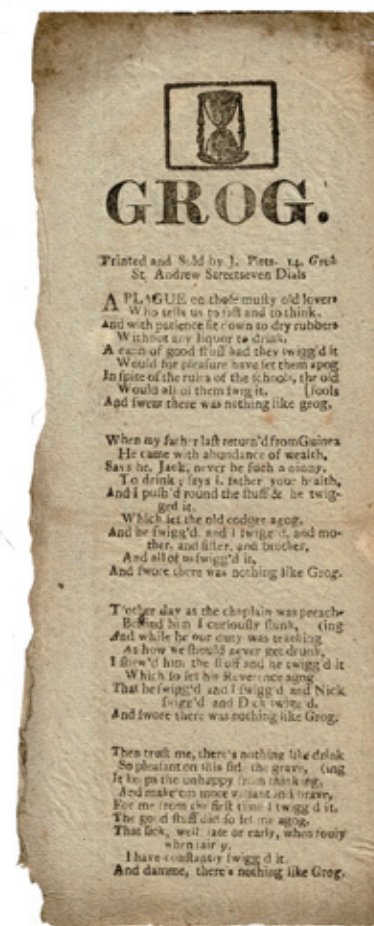 GROG.
Printed and Sold by J. Pitts. 14. Great
St. Andrew Streetseven Dials
A PLAGUE on those musty old lovers
Who tells us to fast and to think.
And with patience sit down to dry rubbers
Without any liquor to drink,
A cann of good stuff had they twigg'd it
Would for pleasure have set them agog
In spite of the rules of the schools, the old
Would all of them swig it. [fools
And swear there was nothing like grog.
When my father last return'd from Guinea
He came with abundance of wealth,
Says he, Jack, never be such a ninny,
To drink; says i, father your health,
And I push'd round the stuff & he twig-
ged it.
Which set the old codger agog.
And he swigg'd, and I swigg'd, and mo-
ther, and sister, and brother,
And all of us swigg'd it,
And swore there was nothing like Grog.
T'other day as the chaplain was preach-
Behind him I curiously slunk, (ing
And while he our duty was teaching
As how we should never get drunk,
I shew'd him the stuff and he twigg'd it
Which so set his Reverence agog
That he swigg'd and I swigg'd and Nick
swigg'd and Dick swigg'd.
And swore there was nothing like Grog.
Then trust me, there's nothing like drink
So pleasant on this side the grave, (ing
It keeps the unhappy from thinking,
And make'em more valiant and brave,
For me from the first time I twigg'd it.
The good stuff did so set me agog.
That sick, well late or early, when
when
I have constantly swigg'd it.
And damme, there's nothing like Grog.